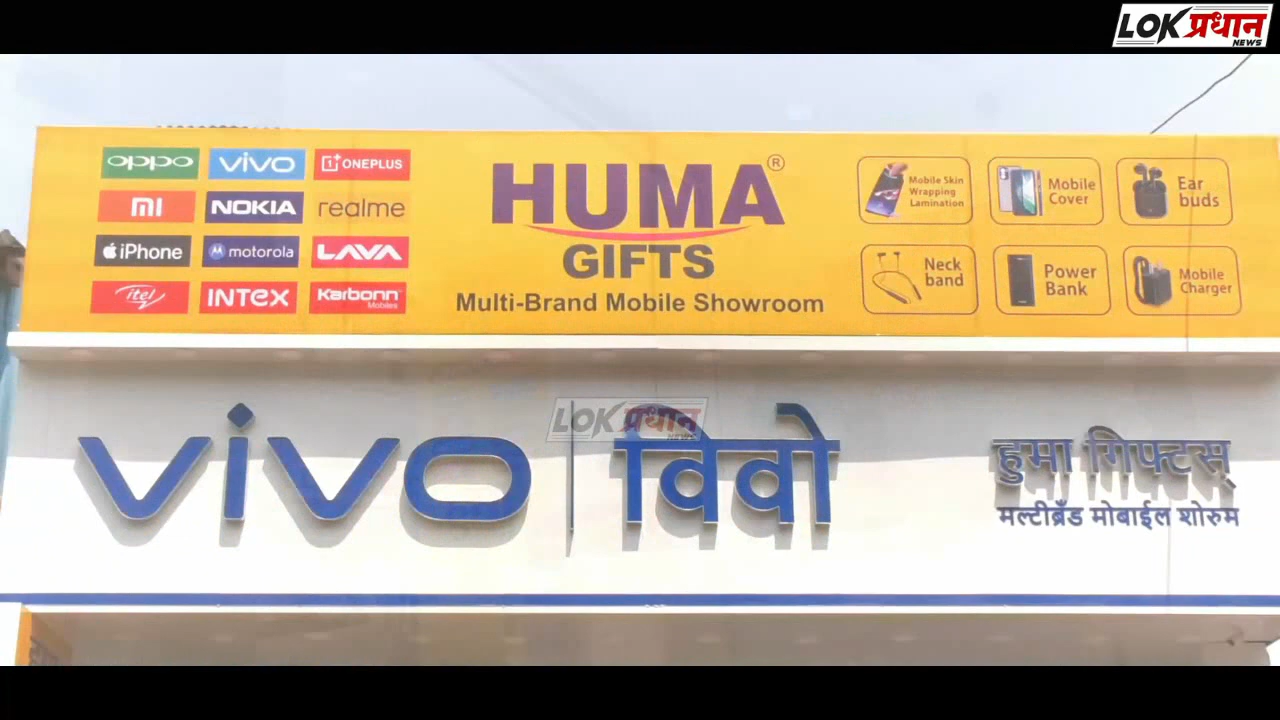 LOK प्रधान
NEWS
oppo vivo 1+ ONEPLUS
mi NOKIA realme
iPhone motorola LAVA
itel INTEX Karbonn
Mobiles
HUMA®
GIFTS
Multi-Brand Mobile Showroom
Mobile Skin
Wrapping
Lamination
Mobile
Cover
Ear
buds
Neck
band
Power
Bank
Mobile
Charger
LOK प्रधान
NEWS
vivo | विवो
हुमा गिफ्टस्
मल्टीब्रँड मोबाईल शोरुम